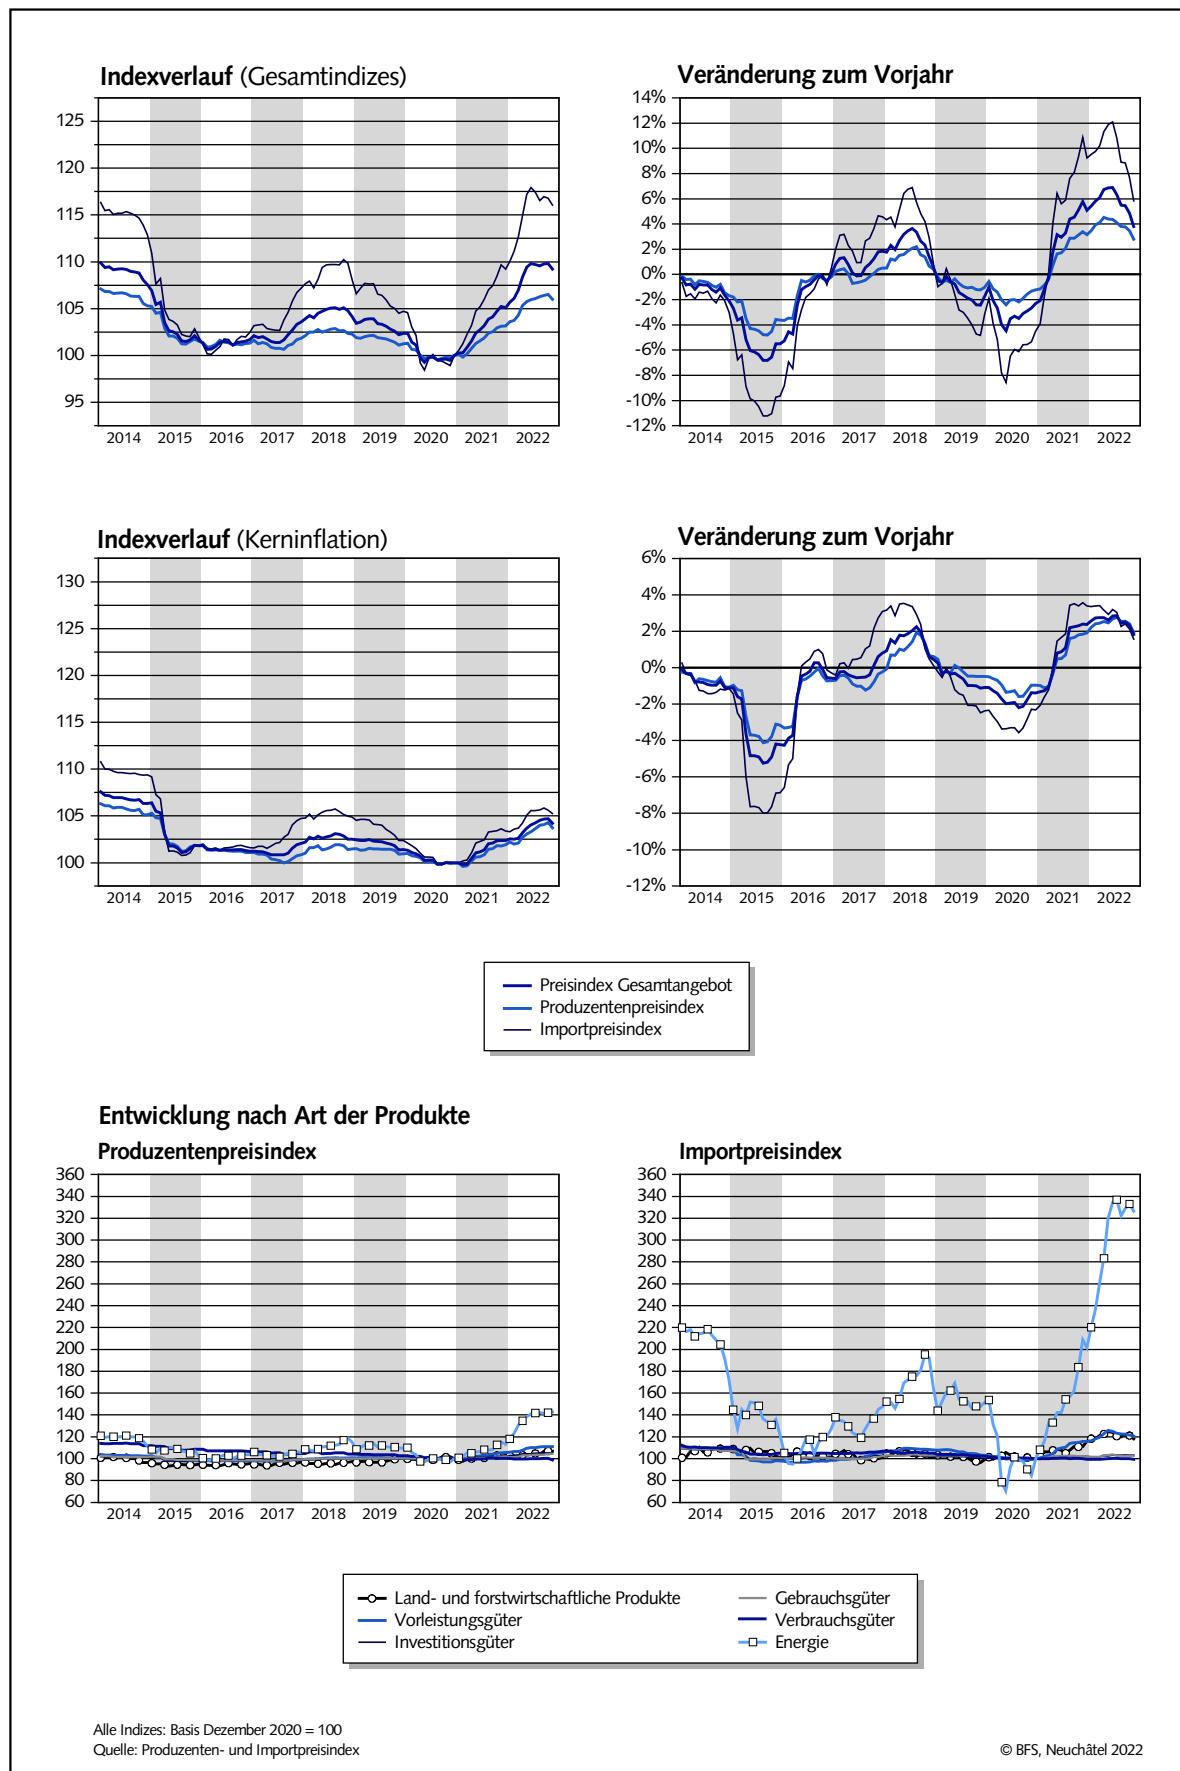 Indexverlauf (Gesamtindizes)
125
120
115
110
105
100
95
2014 2015 2016 2017 2018 2019 2020 2021 2022
Veränderung zum Vorjahr
14%
12%
10%
8%
6%
4%
2%
0%
-2%
-4%
-6%
-8%
-10%
-12%
2014 2015 2016 2017 2018 2019 2020 2021 2022
Indexverlauf (Kerninflation)
130
125
120
115
110
105
100
2014 2015 2016 2017 2018 2019 2020 2021 2022
Veränderung zum Vorjahr
6%
4%
2%
0%
-2%
-4%
-6%
-8%
-10%
-12%
2014 2015 2016 2017 2018 2019 2020 2021 2022
Preisindex Gesamtangebot
Produzentenpreisindex
Importpreisindex
Entwicklung nach Art der Produkte
Produzentenpreisindex
360
340
320
300
280
260
240
220
200
180
160
140
120
100
80
60
2014 2015 2016 2017 2018 2019 2020 2021 2022
Importpreisindex
360
340
320
300
280
260
240
220
200
180
160
140
120
100
80
60
2014 2015 2016 2017 2018 2019 2020 2021 2022
Land- und forstwirtschaftliche Produkte
Vorleistungsgüter
Investitionsgüter
Gebrauchsgüter
Verbrauchsgüter
Energie
Alle Indizes: Basis Dezember 2020 = 100
Quelle: Produzenten- und Importpreisindex
© BFS, Neuchâtel 2022